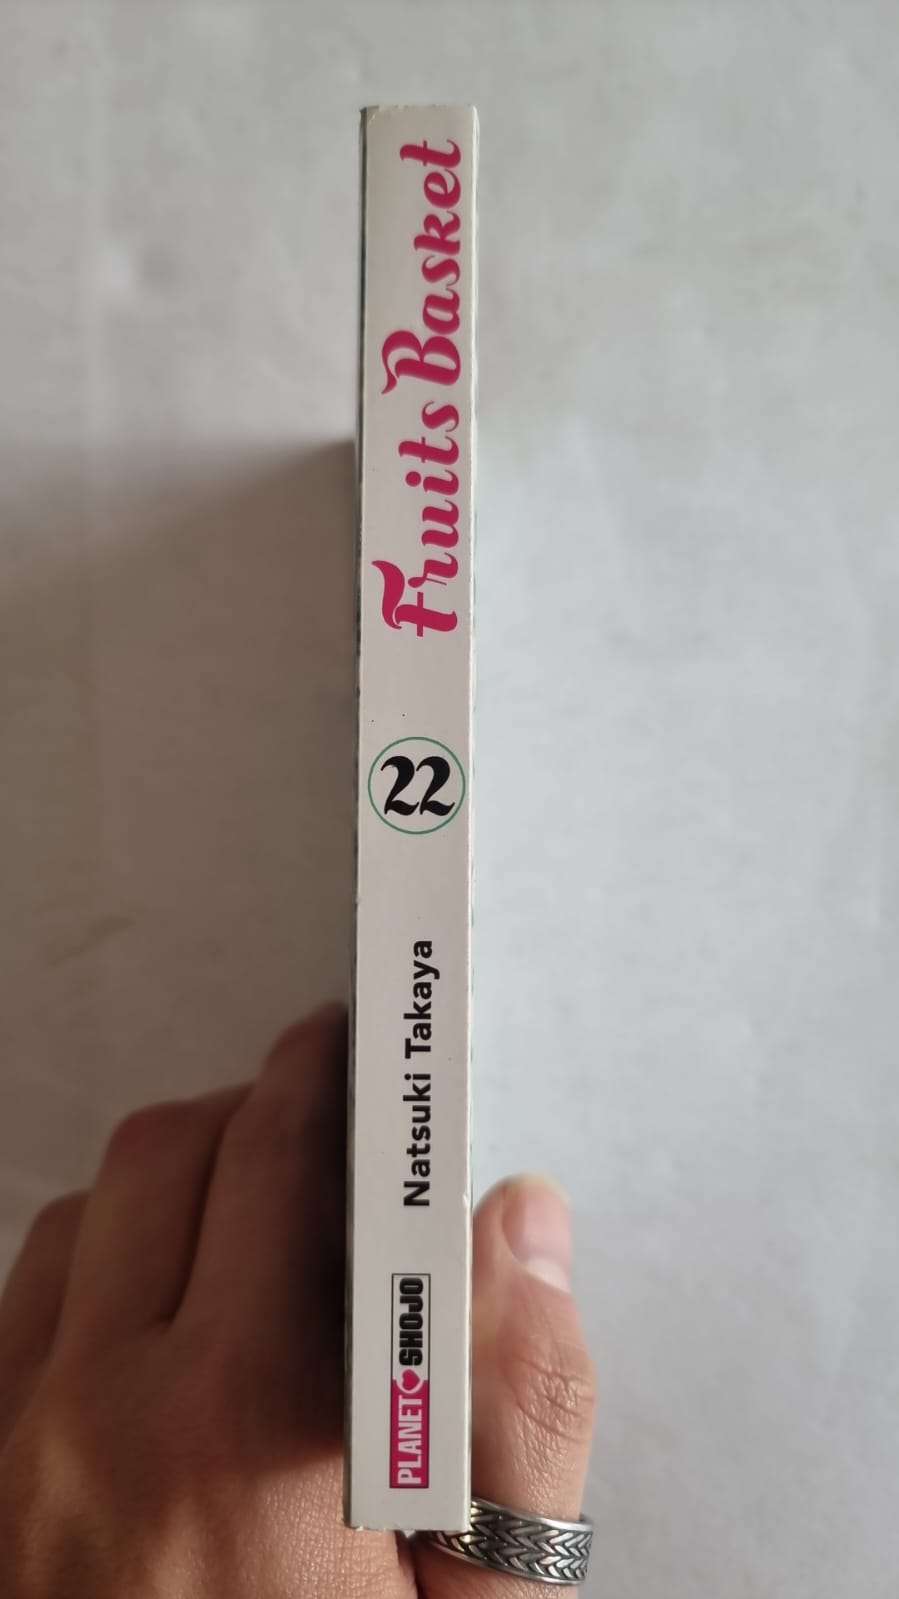 PLANET SHOJO
Natsuki Takaya
22
Fruits Basket